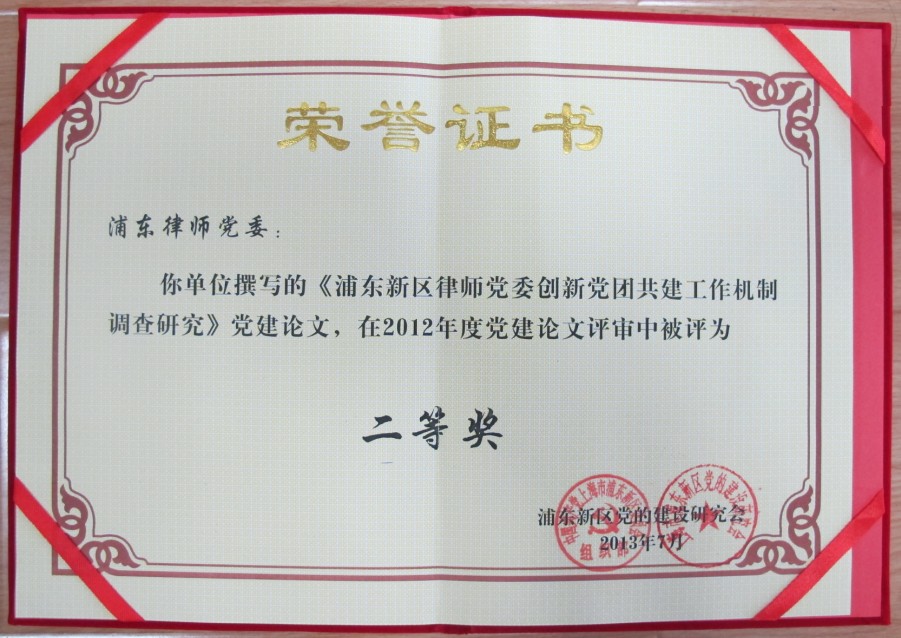 荣誉证书
浦东律师党委：
你单位撰写的《浦东新区律师党委创新党团共建工作机制
调查研究》党建论文，在2012年度党建论文评审中被评为
二等奖
浦东新区党的建设研究会
2013年7月
组织部